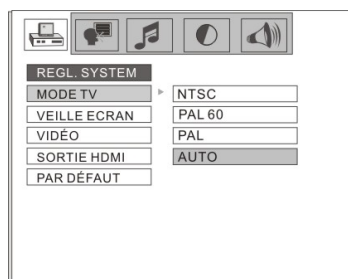 REGL. SYSTEM
MODE TV
NTSC
VEILLE ECRAN
PAL 60
VIDÉO
PAL
SORTIE HDMI
AUTO
PAR DÉFAUT